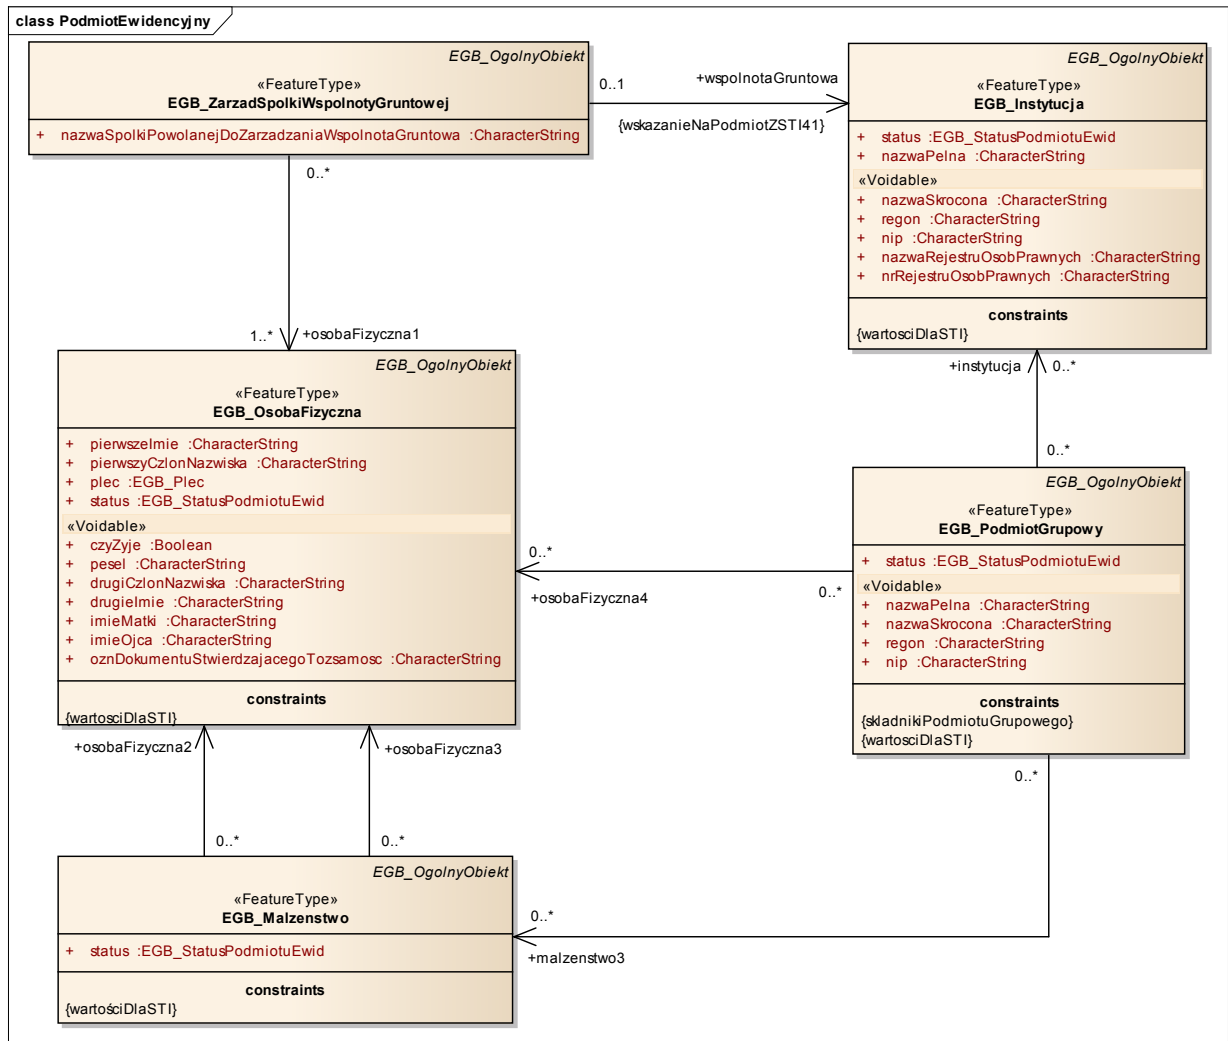 class PodmiotEwidencyjny
EGB_OgolnyObiekt
«FeatureType»
EGB_ZarzadSpolkiWspolnotyGruntowej
+ nazwaSpolkiPowolanejDoZarzadzaniaWspolnotaGruntowa :CharacterString
0..1
+wspolnotaGruntowa
{wskazanieNaPodmiotZSTI41}
EGB_OgolnyObiekt
«FeatureType»
EGB_Instytucja
+ status :EGB_StatusPodmiotuEwid
+ nazwaPelna :CharacterString
«Voidable»
+ nazwaSkrocona :CharacterString
+ regon :CharacterString
+ nip :CharacterString
+ nazwaRejestruOsobPrawnych :CharacterString
+ nrRejestruOsobPrawnych :CharacterString
constraints
{wartosciDlaSTI}
0..*
1..*
+osobaFizyczna1
+instytucja
0..*
0..*
EGB_OgolnyObiekt
«FeatureType»
EGB_OsobaFizyczna
+ pierwszeImie :CharacterString
+ pierwszyCzlonNazwiska :CharacterString
+ plec :EGB_Plec
+ status :EGB_StatusPodmiotuEwid
«Voidable»
+ czyZyje :Boolean
+ pesel :CharacterString
+ drugiCzlonNazwiska :CharacterString
+ drugieImie :CharacterString
+ imieMatki :CharacterString
+ imieOjca :CharacterString
+ oznDokumentuStwierdzajacegoTozsamosc :CharacterString
constraints
{wartosciDlaSTI}
0..*
+osobaFizyczna4
0..*
EGB_OgolnyObiekt
«FeatureType»
EGB_PodmiotGrupowy
+ status :EGB_StatusPodmiotuEwid
«Voidable»
+ nazwaPelna :CharacterString
+ nazwaSkrocona :CharacterString
+ regon :CharacterString
+ nip :CharacterString
constraints
{skladnikiPodmiotuGrupowego}
{wartosciDlaSTI}
+osobaFizyczna2
+osobaFizyczna3
0..*
0..*
0..*
EGB_OgolnyObiekt
«FeatureType»
EGB_Malzenstwo
+ status :EGB_StatusPodmiotuEwid
constraints
{wartościDlaSTI}
0..*
+malzenstwo3